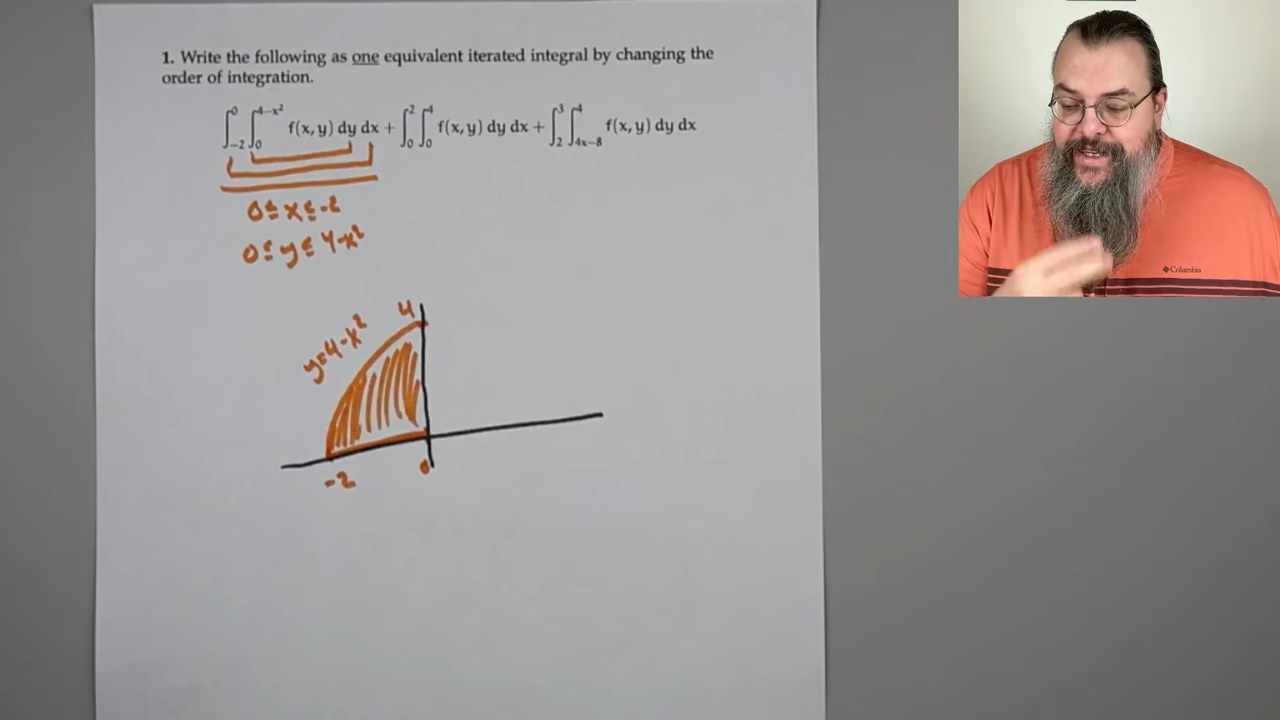 1. Write the following as one equivalent iterated integral by changing the
order of integration.
∫_{-2}^{0} ∫_{0}^{4-x²} f(x, y) dy dx + ∫_{0}^{2} ∫_{0}^{4} f(x, y) dy dx + ∫_{2}^{3} ∫_{4x-8}^{4} f(x, y) dy dx
0 ≤ x ≤ -2
0 ≤ y ≤ 4-x²
y=4-x²
4
-2
0
Columbia